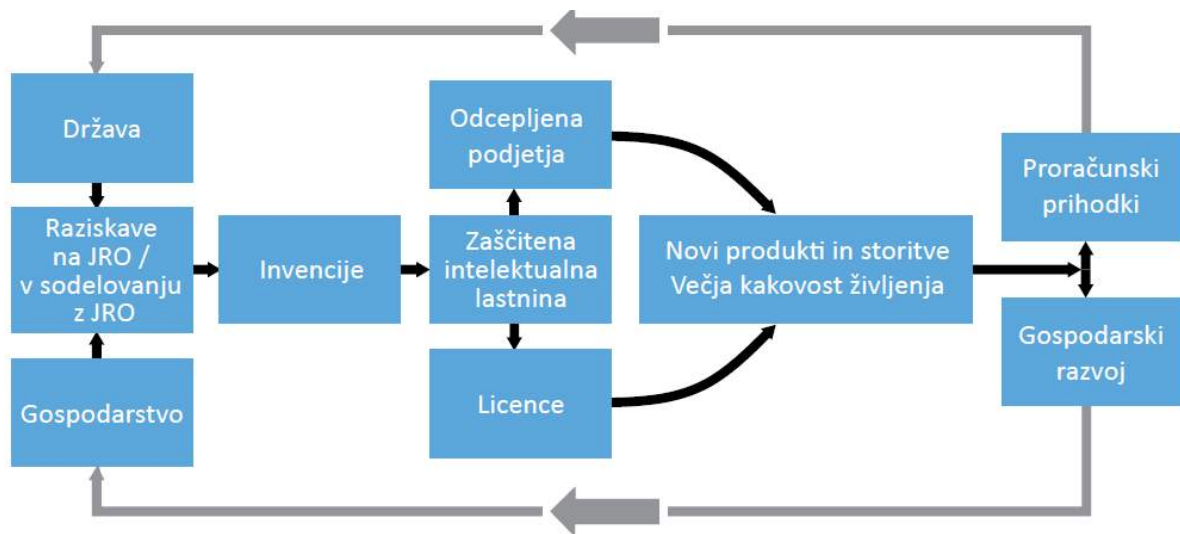 Država
Raziskave
na JRO /
v sodelovanju
z JRO
Gospodarstvo
Invencije
Odcepljena
podjetja
Zaščitena
intelektualna
lastnina
Licence
Novi produkti in storitve
Večja kakovost življenja
Proračunski
prihodki
Gospodarski
razvoj